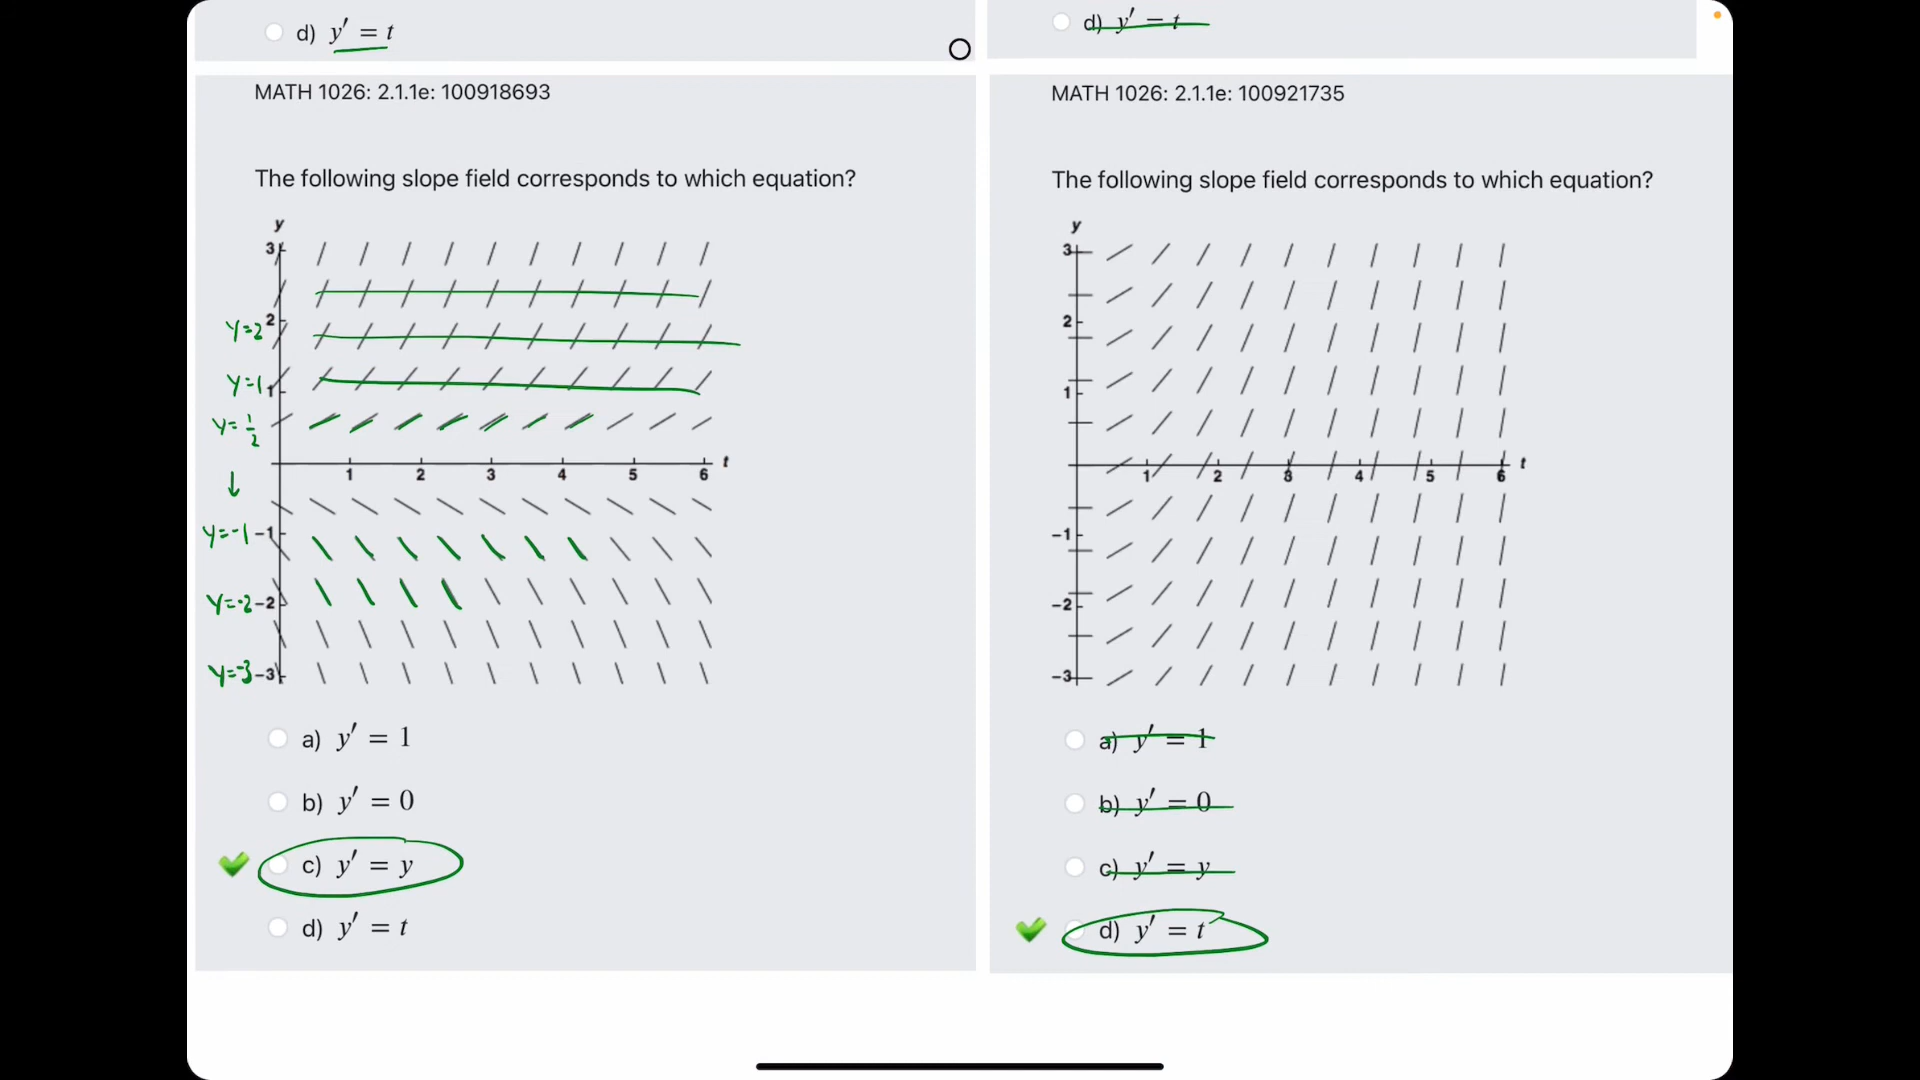 d) y′ = t
MATH 1026: 2.1.1e: 100918693
The following slope field corresponds to which equation?
y
3
2
1
1 2 3 4 5 6 t
−1
−2
−3
y=2
y=1
y=1/2
↓
y=-1
y=-2
y=-3
a) y′ = 1
b) y′ = 0
c) y′ = y
d) y′ = t
d) y′ = t
MATH 1026: 2.1.1e: 100921735
The following slope field corresponds to which equation?
y
3
2
1
1 2 3 4 5 6 t
−1
−2
−3
a) y′ = 1
b) y′ = 0
c) y′ = y
d) y′ = t